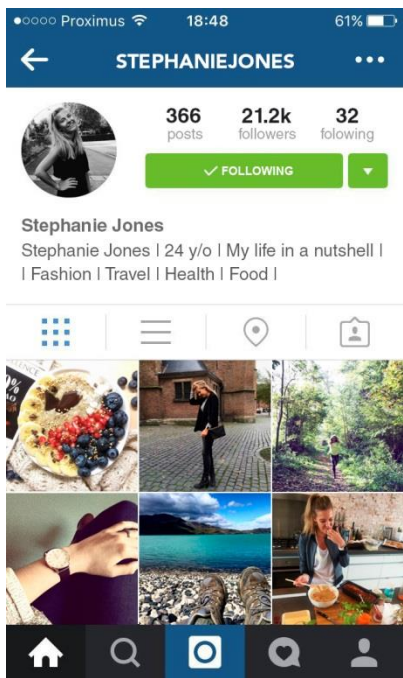 ●○○○○ Proximus 18:48 61%
STEPHANIEJONES
366 21.2k 32
posts followers folowing
✓ FOLLOWING
Stephanie Jones
Stephanie Jones I 24 y/o I My life in a nutshell I
I Fashion I Travel I Health I Food I